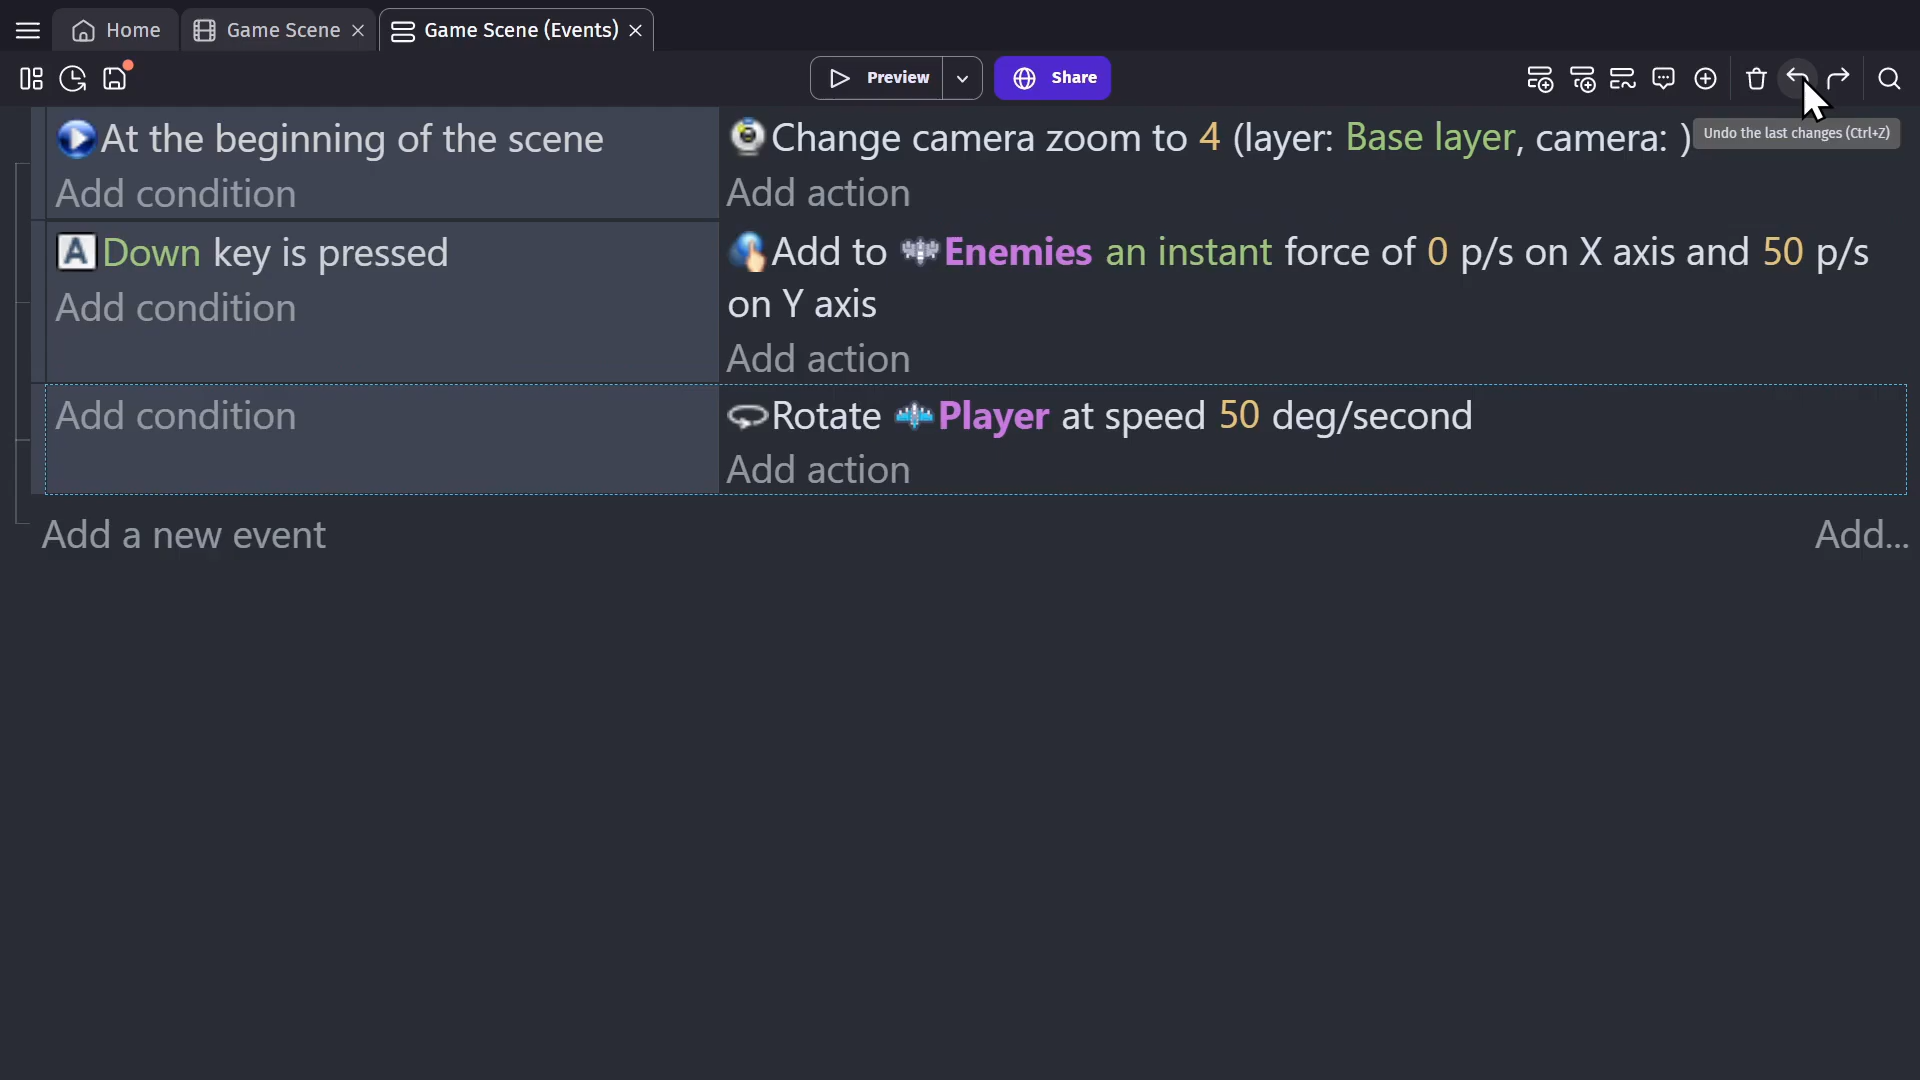 Home
Game Scene
Game Scene (Events)
Preview
Share
Undo the last changes (Ctrl+Z)
At the beginning of the scene
Add condition
Change camera zoom to 4 (layer: Base layer, camera: )
Add action
A Down key is pressed
Add condition
Add to Enemies an instant force of 0 p/s on X axis and 50 p/s
on Y axis
Add action
Add condition
Rotate Player at speed 50 deg/second
Add action
Add a new event
Add...